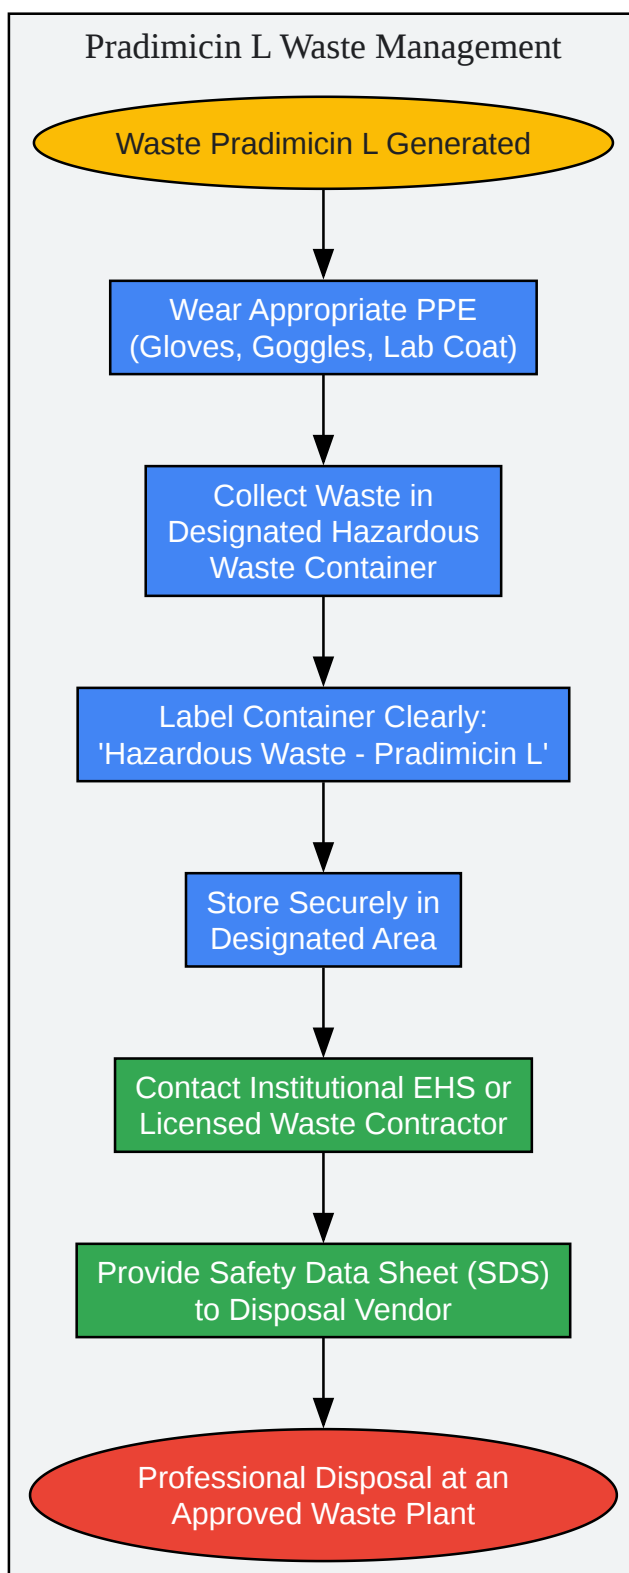 Pradimicin L Waste Management
Waste Pradimicin L Generated
Wear Appropriate PPE
(Gloves, Goggles, Lab Coat)
Collect Waste in
Designated Hazardous
Waste Container
Label Container Clearly:
'Hazardous Waste - Pradimicin L'
Store Securely in
Designated Area
Contact Institutional EHS or
Licensed Waste Contractor
Provide Safety Data Sheet (SDS)
to Disposal Vendor
Professional Disposal at an
Approved Waste Plant